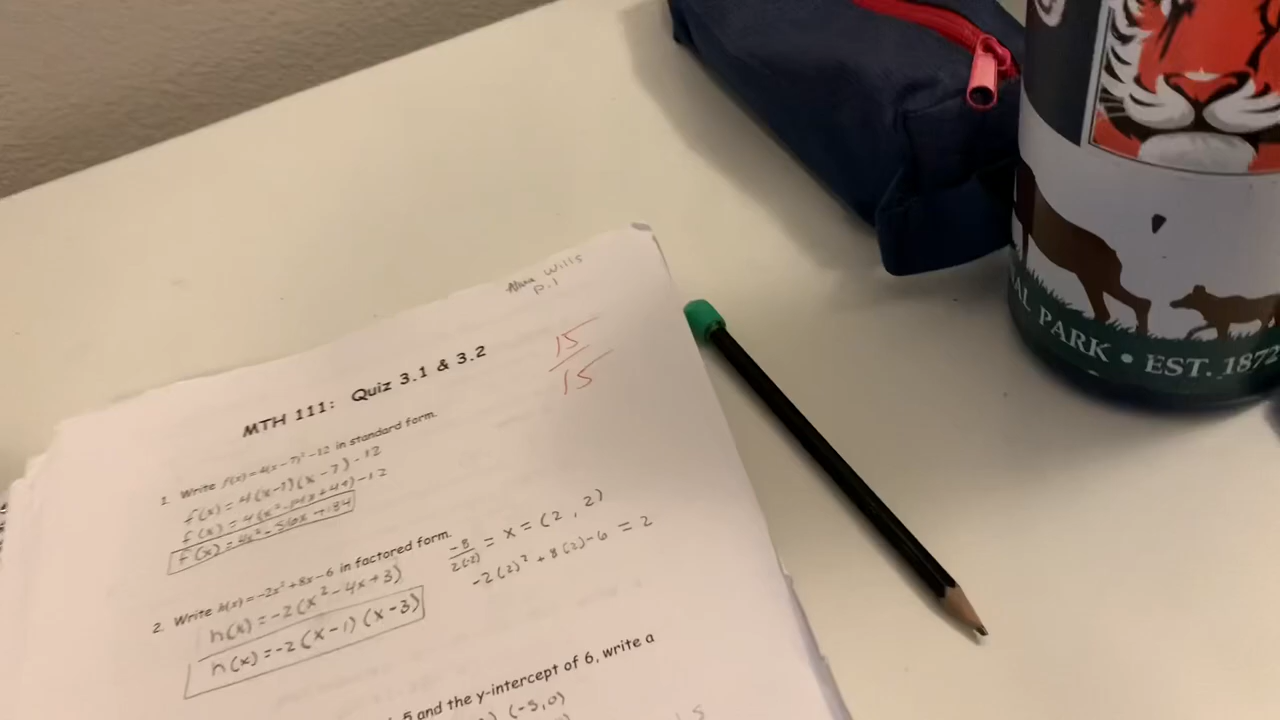 Wills
P.1
15
15
MTH 111: Quiz 3.1 & 3.2
1. Write f(x) = 4(x-7)² -12 in standard form.
f(x) = 4(x-7)(x-7) -12
f(x) = 4(x²-14x+49) -12
f(x) = 4x²-56x+184
2. Write h(x) = -2x² +8x-6 in factored form.
h(x) = -2(x²-4x+3)
h(x) = -2(x-1)(x-3)
-8
2(-2) = x = (2, 2)
-2(2)² + 8(2)-6 = 2
5 and the y-intercept of 6, write a
(-5,0)
PARK • EST. 1872